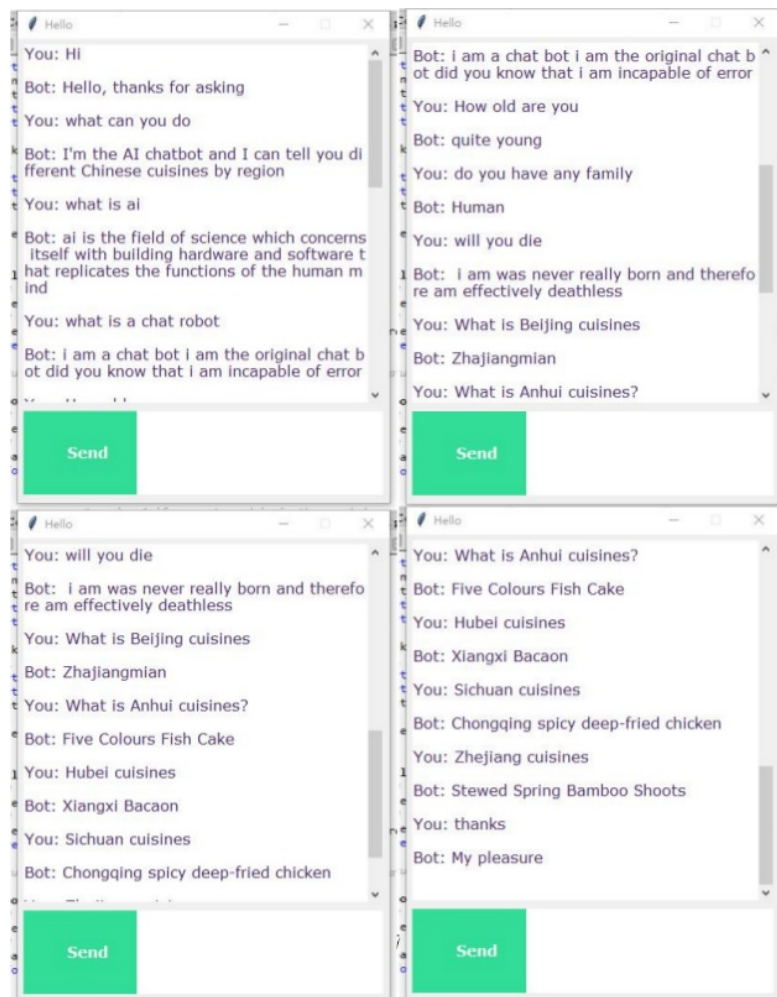 Hello
You: Hi
Bot: Hello, thanks for asking
You: what can you do
Bot: I'm the AI chatbot and I can tell you di
fferent Chinese cuisines by region
You: what is ai
Bot: ai is the field of science which concerns
itself with building hardware and software t
hat replicates the functions of the human m
ind
You: what is a chat robot
Bot: i am a chat bot i am the original chat b
ot did you know that i am incapable of error
Send
Hello
Bot: i am a chat bot i am the original chat b
ot did you know that i am incapable of error
You: How old are you
Bot: quite young
You: do you have any family
Bot: Human
You: will you die
Bot:  i am was never really born and therefo
re am effectively deathless
You: What is Beijing cuisines
Bot: Zhajiangmian
You: What is Anhui cuisines?
Send
Hello
You: will you die
Bot:  i am was never really born and therefo
re am effectively deathless
You: What is Beijing cuisines
Bot: Zhajiangmian
You: What is Anhui cuisines?
Bot: Five Colours Fish Cake
You: Hubei cuisines
Bot: Xiangxi Bacaon
You: Sichuan cuisines
Bot: Chongqing spicy deep-fried chicken
Send
Hello
You: What is Anhui cuisines?
Bot: Five Colours Fish Cake
You: Hubei cuisines
Bot: Xiangxi Bacaon
You: Sichuan cuisines
Bot: Chongqing spicy deep-fried chicken
You: Zhejiang cuisines
Bot: Stewed Spring Bamboo Shoots
You: thanks
Bot: My pleasure
Send